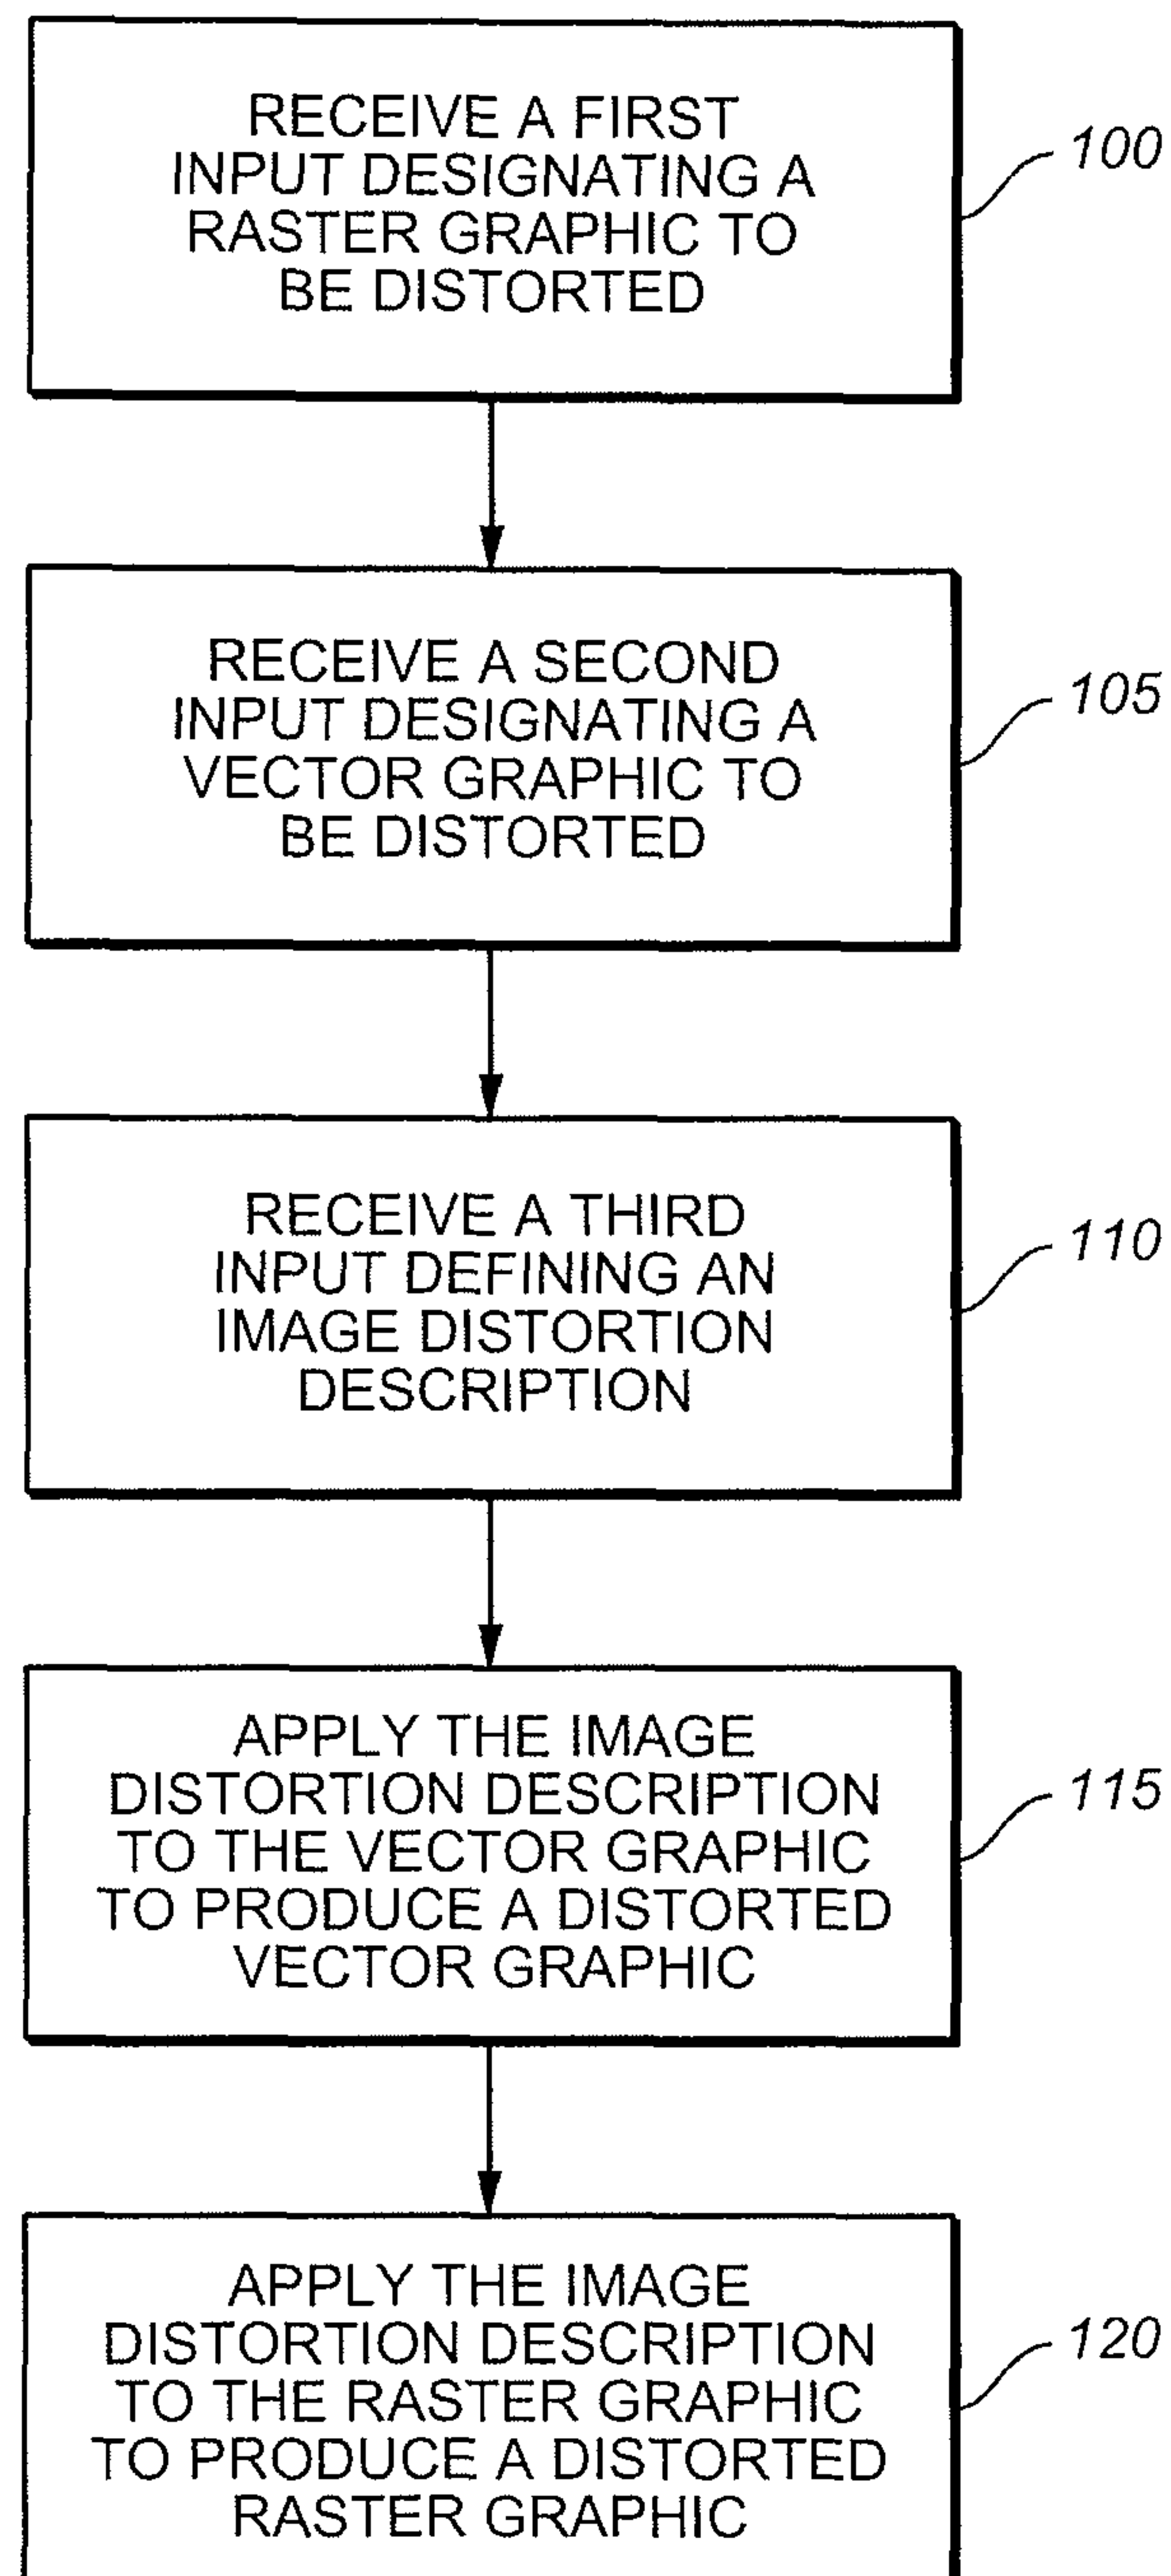 RECEIVE A FIRST
INPUT DESIGNATING A
RASTER GRAPHIC TO
BE DISTORTED
100
RECEIVE A SECOND
INPUT DESIGNATING A
VECTOR GRAPHIC TO
BE DISTORTED
105
RECEIVE A THIRD
INPUT DEFINING AN
IMAGE DISTORTION
DESCRIPTION
110
APPLY THE IMAGE
DISTORTION DESCRIPTION
TO THE VECTOR GRAPHIC
TO PRODUCE A DISTORTED
VECTOR GRAPHIC
115
APPLY THE IMAGE
DISTORTION DESCRIPTION
TO THE RASTER GRAPHIC
TO PRODUCE A DISTORTED
RASTER GRAPHIC
120